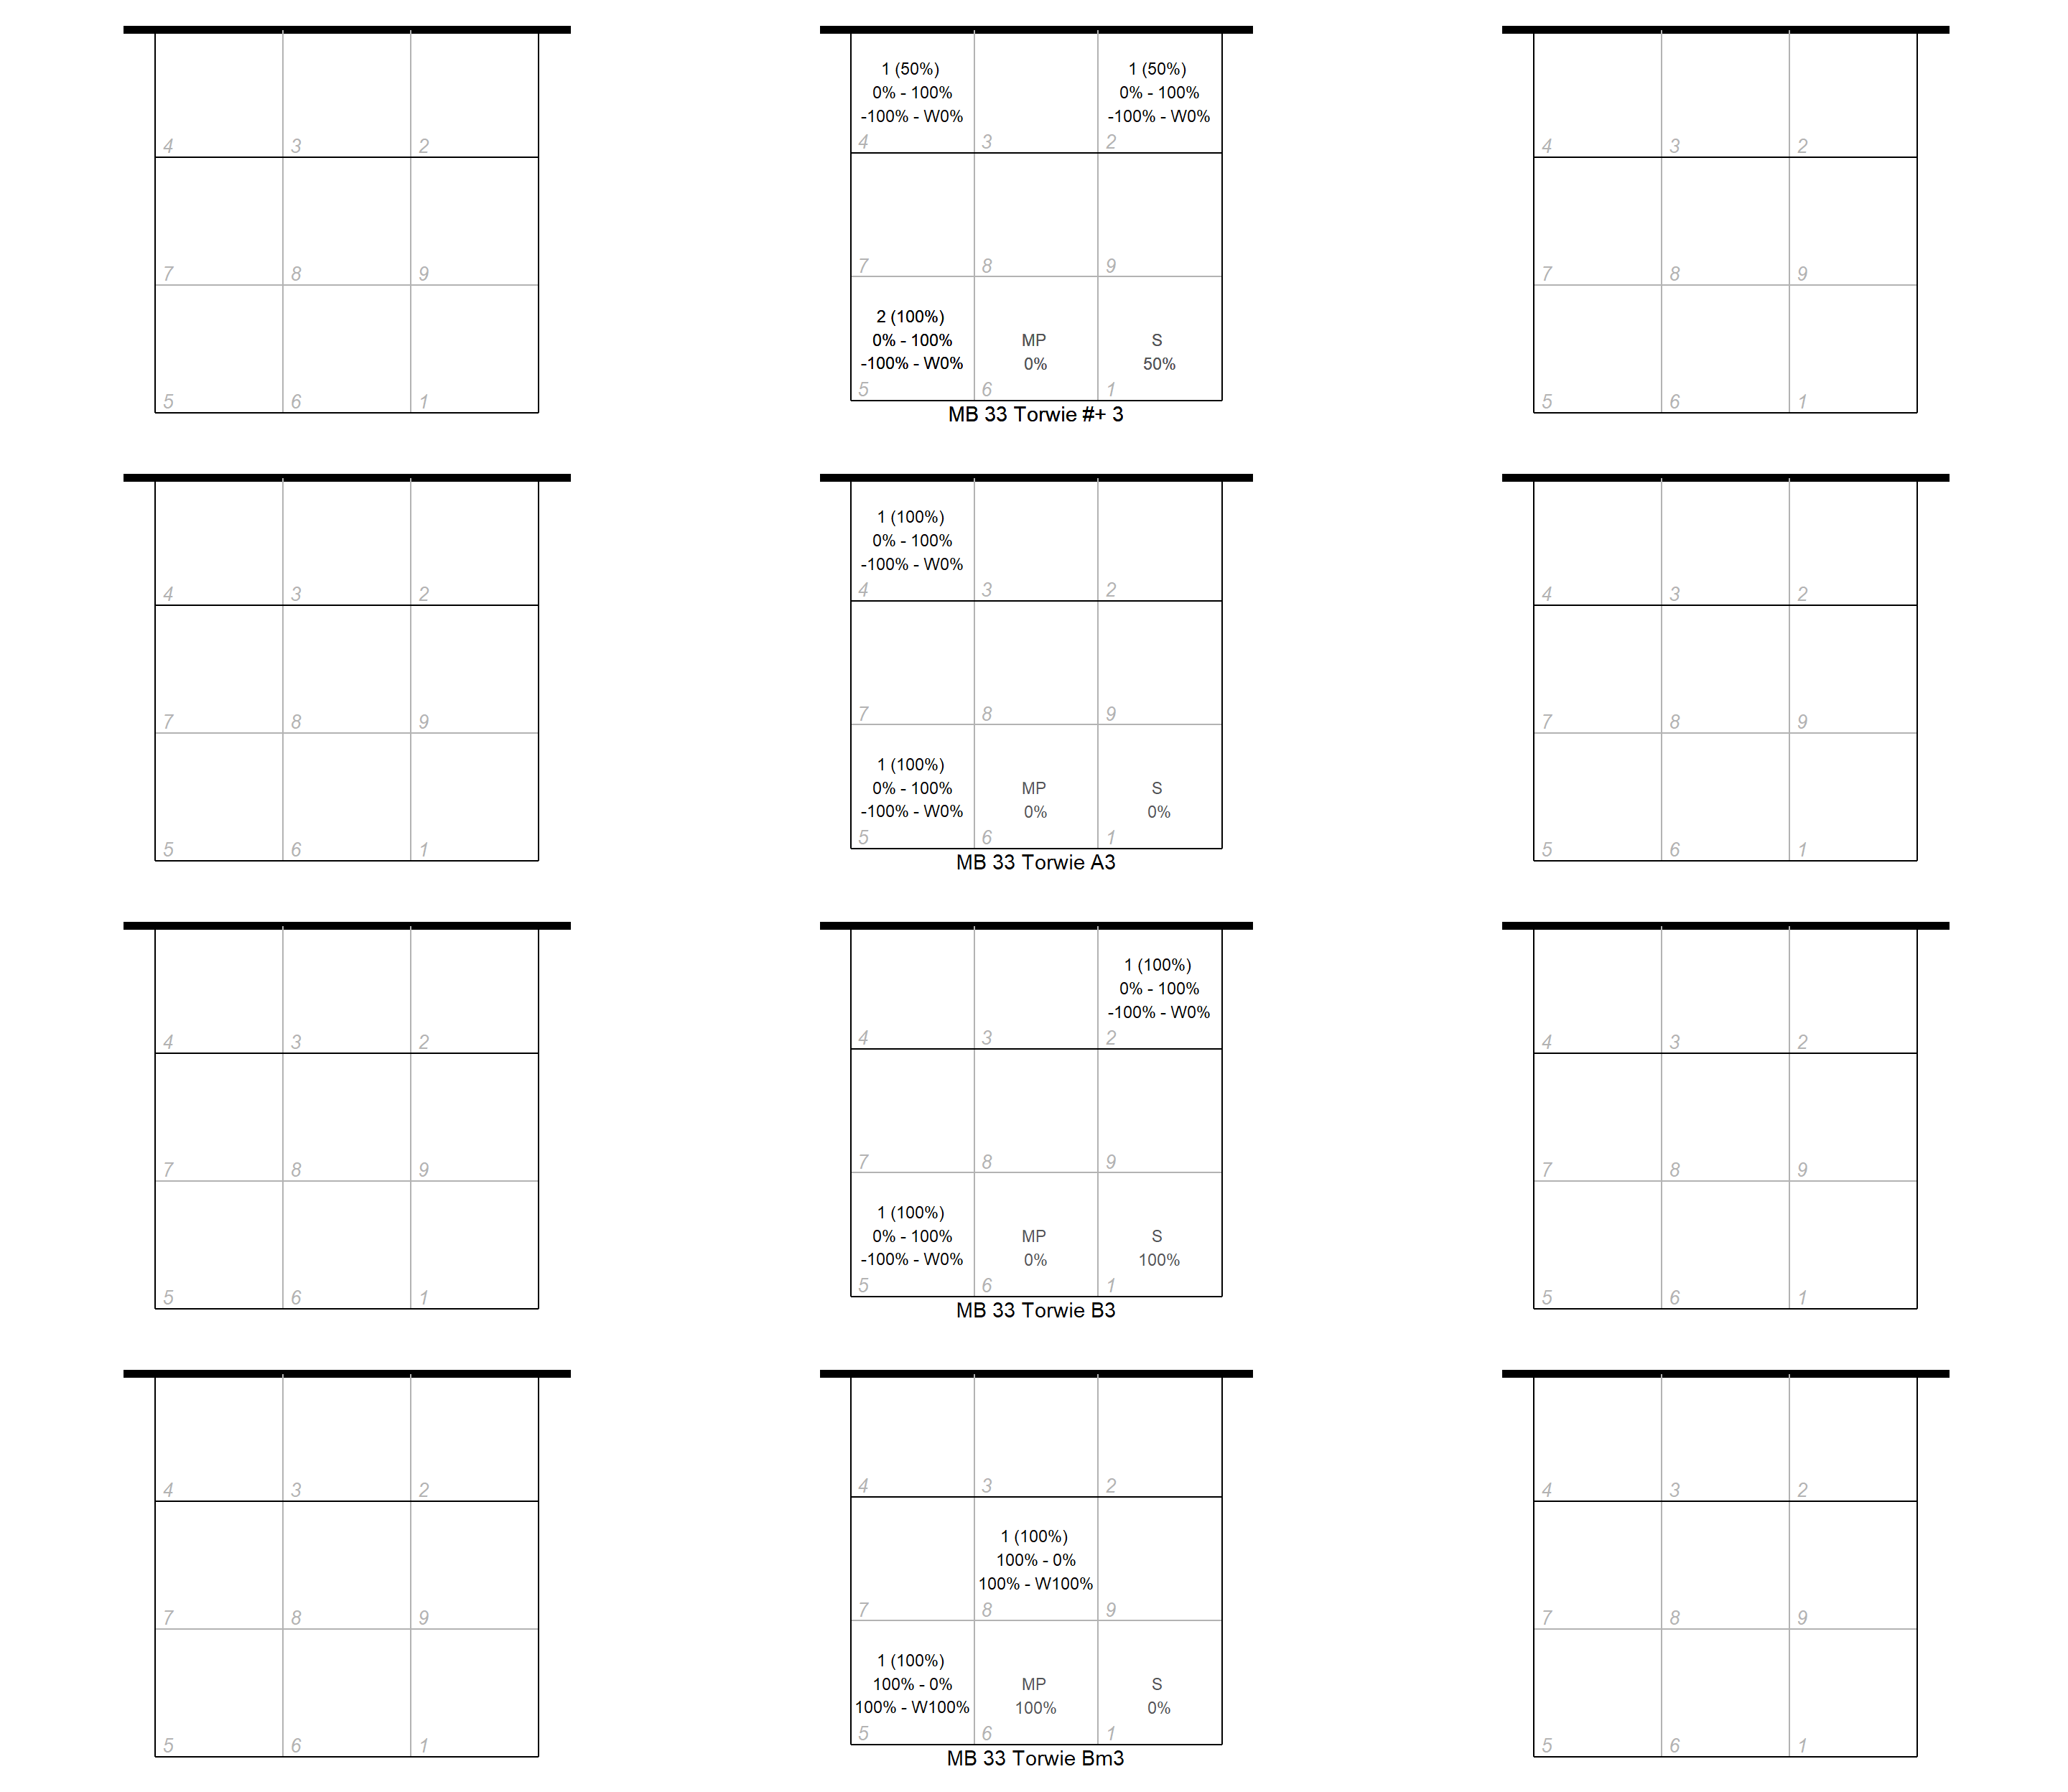 1 (50%) 1 (50%)
0% - 100% 0% - 100%
-100% - W0% -100% - W0%
4 3 2 4 3 2 4 3 2
7 8 9 7 8 9 7 8 9
2 (100%)
0% - 100% MP S
-100% - W0% 0% 50%
5 6 1 5 6 1 5 6 1
MB 33 Torwie #+ 3
1 (100%)
0% - 100%
-100% - W0%
4 3 2 4 3 2 4 3 2
7 8 9 7 8 9 7 8 9
1 (100%)
0% - 100% MP S
-100% - W0% 0% 0%
5 6 1 5 6 1 5 6 1
MB 33 Torwie A3
1 (100%)
0% - 100%
-100% - W0%
4 3 2 4 3 2 4 3 2
7 8 9 7 8 9 7 8 9
1 (100%)
0% - 100% MP S
-100% - W0% 0% 100%
5 6 1 5 6 1 5 6 1
MB 33 Torwie B3
4 3 2 4 3 2 4 3 2
1 (100%)
100% - 0%
100% - W100%
7 8 9 7 8 9 7 8 9
1 (100%)
100% - 0% MP S
100% - W100% 100% 0%
5 6 1 5 6 1 5 6 1
MB 33 Torwie Bm3